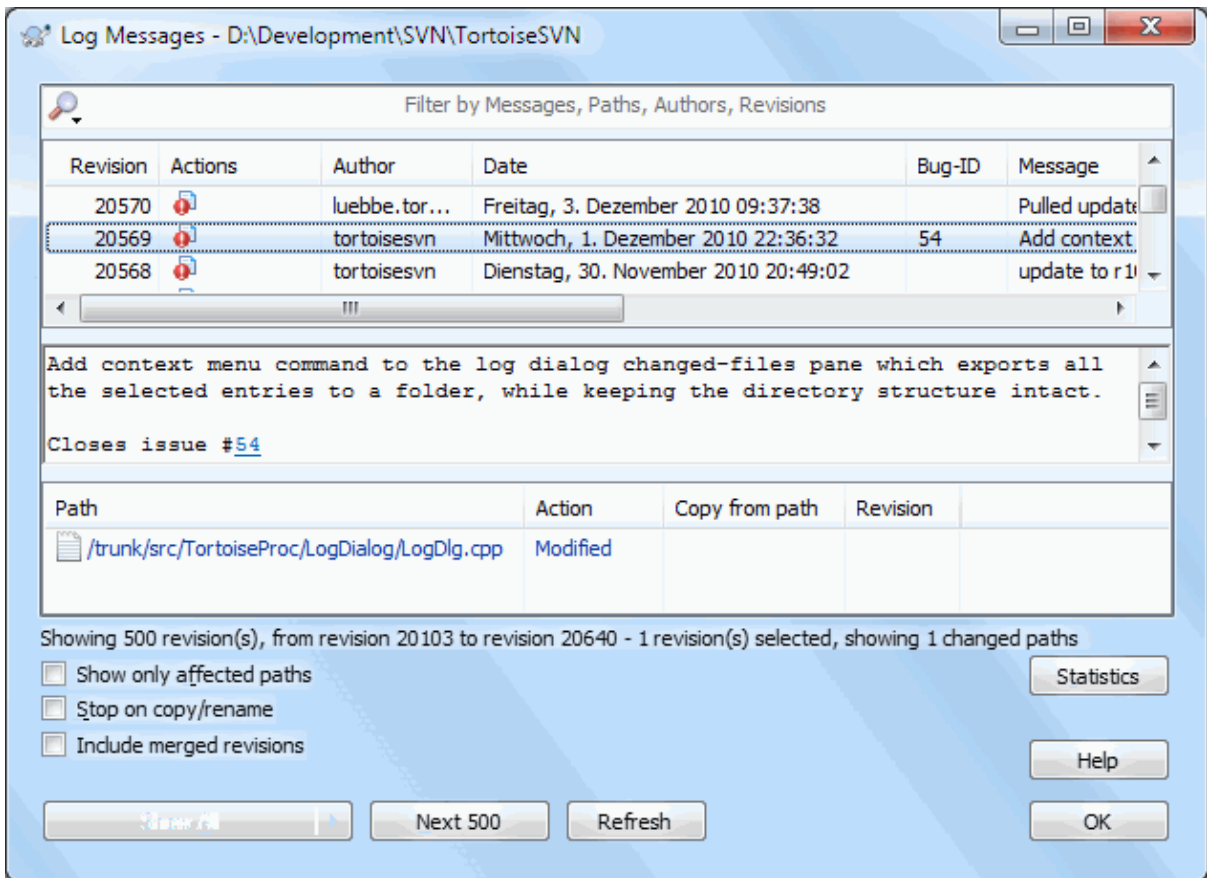 Log Messages - D:\Development\SVN\TortoiseSVN
Filter by Messages, Paths, Authors, Revisions
Revision Actions Author Date Bug-ID Message
20570 luebbe.tor... Freitag, 3. Dezember 2010 09:37:38 Pulled update
20569 tortoisesvn Mittwoch, 1. Dezember 2010 22:36:32 54 Add context
20568 tortoisesvn Dienstag, 30. November 2010 20:49:02 update to
Add context menu command to the log dialog changed-files pane which exports all
the selected entries to a folder, while keeping the directory structure intact.
Closes issue #54
Path Action Copy from path Revision
/trunk/src/TortoiseProc/LogDialog/LogDlg.cpp Modified
Showing 500 revision(s), from revision 20103 to revision 20640 - 1 revision(s) selected, showing 1 changed paths
Show only affected paths
Statistics
Stop on copy/rename
Include merged revisions
Help
Next 500 Refresh OK